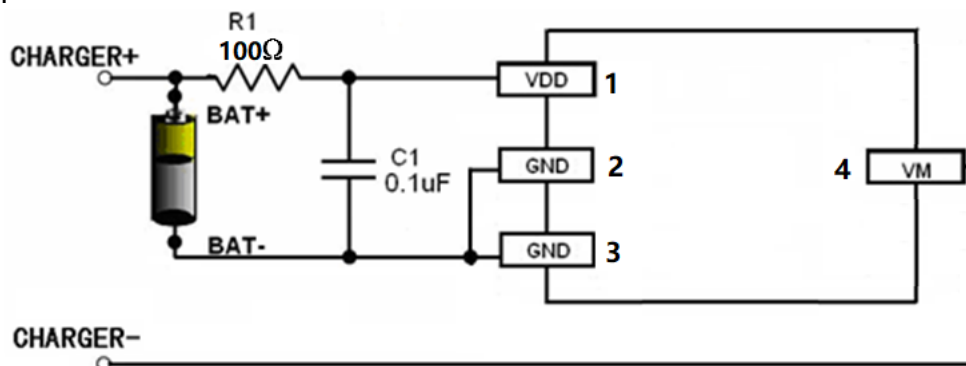 R1
100Ω
CHARGER+
BAT+
C1
0.1uF
BAT-
VDD
1
GND
2
GND
3
4
VM
CHARGER-